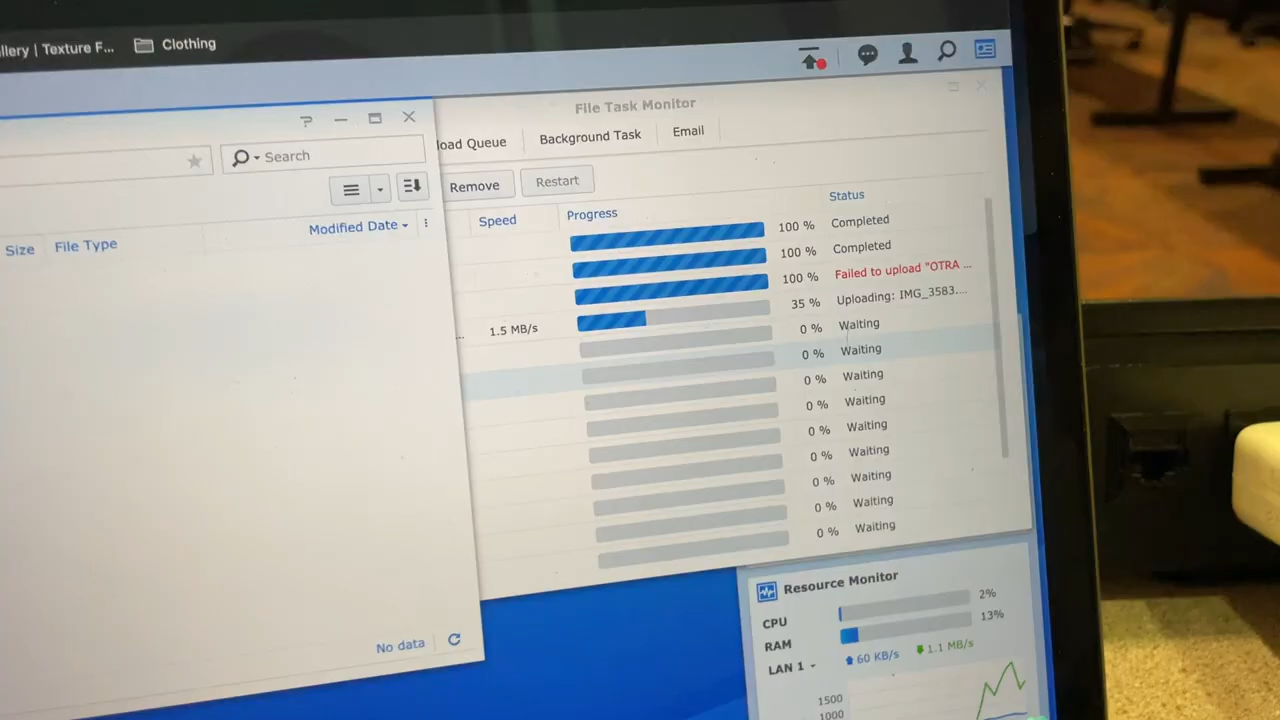 llery | Texture F... Clothing
File Task Monitor
load Queue Background Task Email
Search
Remove Restart
Size File Type Modified Date
Speed Progress Status
100 % Completed
100 % Completed
100 % Failed to upload "OTRA ...
35 % Uploading: IMG_3583....
... 1.5 MB/s
0 % Waiting
0 % Waiting
0 % Waiting
0 % Waiting
0 % Waiting
0 % Waiting
0 % Waiting
0 % Waiting
0 % Waiting
No data
Resource Monitor
CPU 2%
RAM 13%
LAN 1 60 KB/s 1.1 MB/s
1500
1000